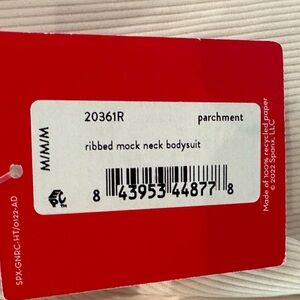 20361R parchment
ribbed mock neck bodysuit
M/M/M
8 43953 44877 8
Made of 100% recycled paper
© 2022 Spanx, LLC
SPX-GNRC-HT/0122-AD